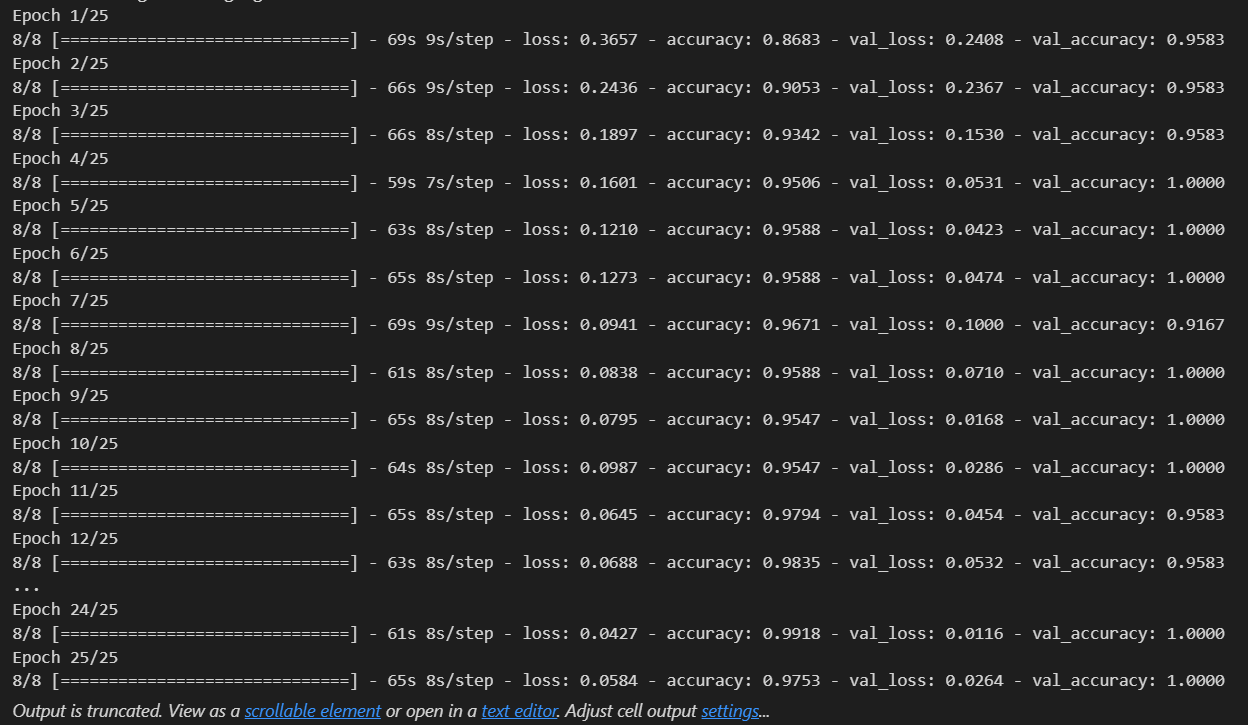 Epoch 1/25
8/8 [==============================] - 69s 9s/step - loss: 0.3657 - accuracy: 0.8683 - val_loss: 0.2408 - val_accuracy: 0.9583
Epoch 2/25
8/8 [==============================] - 66s 9s/step - loss: 0.2436 - accuracy: 0.9053 - val_loss: 0.2367 - val_accuracy: 0.9583
Epoch 3/25
8/8 [==============================] - 66s 8s/step - loss: 0.1897 - accuracy: 0.9342 - val_loss: 0.1530 - val_accuracy: 0.9583
Epoch 4/25
8/8 [==============================] - 59s 7s/step - loss: 0.1601 - accuracy: 0.9506 - val_loss: 0.0531 - val_accuracy: 1.0000
Epoch 5/25
8/8 [==============================] - 63s 8s/step - loss: 0.1210 - accuracy: 0.9588 - val_loss: 0.0423 - val_accuracy: 1.0000
Epoch 6/25
8/8 [==============================] - 65s 8s/step - loss: 0.1273 - accuracy: 0.9588 - val_loss: 0.0474 - val_accuracy: 1.0000
Epoch 7/25
8/8 [==============================] - 69s 9s/step - loss: 0.0941 - accuracy: 0.9671 - val_loss: 0.1000 - val_accuracy: 0.9167
Epoch 8/25
8/8 [==============================] - 61s 8s/step - loss: 0.0838 - accuracy: 0.9588 - val_loss: 0.0710 - val_accuracy: 1.0000
Epoch 9/25
8/8 [==============================] - 65s 8s/step - loss: 0.0795 - accuracy: 0.9547 - val_loss: 0.0168 - val_accuracy: 1.0000
Epoch 10/25
8/8 [==============================] - 64s 8s/step - loss: 0.0987 - accuracy: 0.9547 - val_loss: 0.0286 - val_accuracy: 1.0000
Epoch 11/25
8/8 [==============================] - 65s 8s/step - loss: 0.0645 - accuracy: 0.9794 - val_loss: 0.0454 - val_accuracy: 0.9583
Epoch 12/25
8/8 [==============================] - 63s 8s/step - loss: 0.0688 - accuracy: 0.9835 - val_loss: 0.0532 - val_accuracy: 0.9583
...
Epoch 24/25
8/8 [==============================] - 61s 8s/step - loss: 0.0427 - accuracy: 0.9918 - val_loss: 0.0116 - val_accuracy: 1.0000
Epoch 25/25
8/8 [==============================] - 65s 8s/step - loss: 0.0584 - accuracy: 0.9753 - val_loss: 0.0264 - val_accuracy: 1.0000
Output is truncated. View as a scrollable element or open in a text editor. Adjust cell output settings...